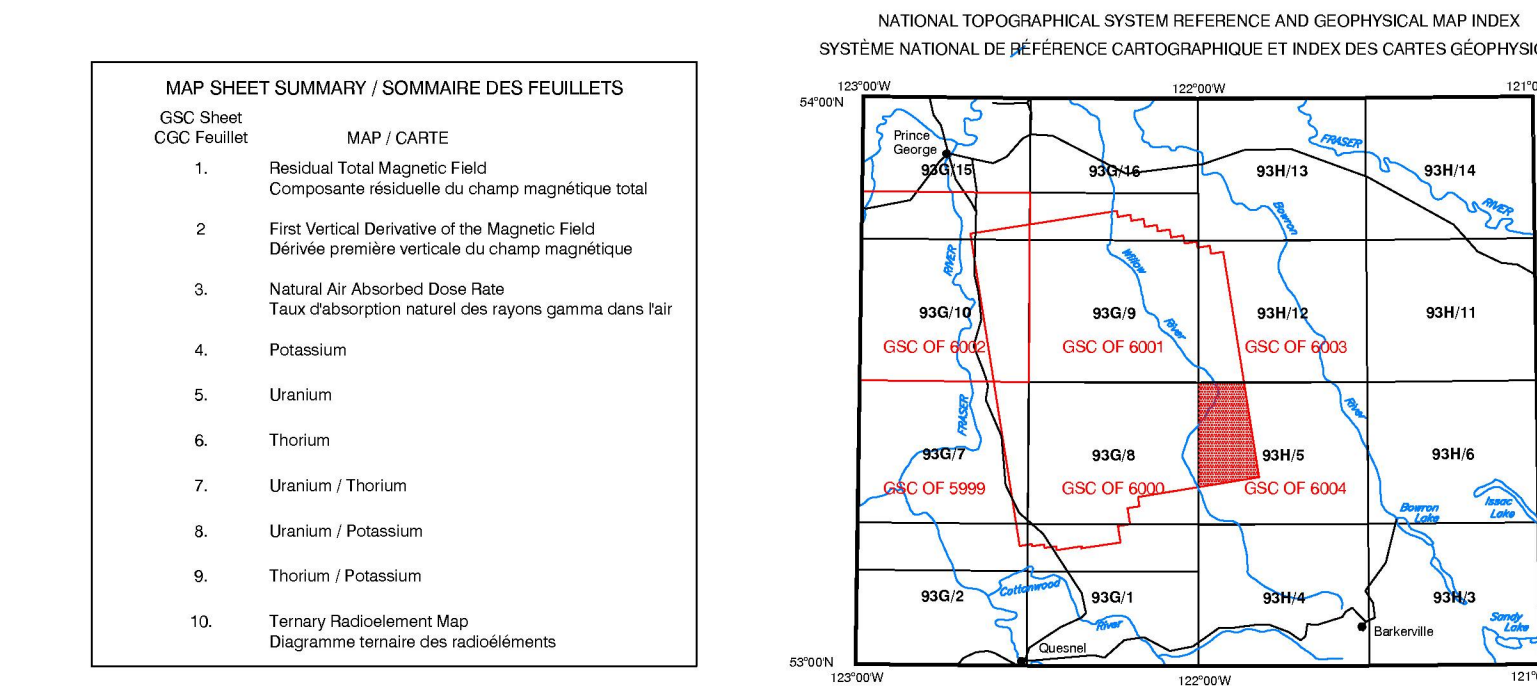 MAP SHEET SUMMARY / SOMMAIRE DES FEUILLETS
GSC Sheet
CGC Feuillet
MAP / CARTE
1.
Residual Total Magnetic Field
Composante résiduelle du champ magnétique total
2
First Vertical Derivative of the Magnetic Field
Dérivée première verticale du champ magnétique
3.
Natural Air Absorbed Dose Rate
Taux d'absorption naturel des rayons gamma dans l'air
4.
Potassium
5.
Uranium
6.
Thorium
7.
Uranium / Thorium
8.
Uranium / Potassium
9.
Thorium / Potassium
10.
Ternary Radioelement Map
Diagramme ternaire des radioéléments
NATIONAL TOPOGRAPHICAL SYSTEM REFERENCE AND GEOPHYSICAL MAP INDEX
SYSTÈME NATIONAL DE RÉFÉRENCE CARTOGRAPHIQUE ET INDEX DES CARTES GÉOPHYSI
123°00'W
122°00'W
121°0
54°00'N
Prince
George
FRASER
RIVER
93G/15
93G/16
93H/13
93H/14
Bowron
RIVER
Willow
River
93G/10
93G/9
93H/12
93H/11
GSC OF 6002
GSC OF 6001
GSC OF 6003
FRASER
River
93G/7
93G/8
93H/5
93H/6
GSC OF 5999
GSC OF 6000
GSC OF 6004
Bowron
Lake
Issac
Lake
Cottonwood
River
93G/2
93G/1
93H/4
93H/3
Sandy
Lake
Barkerville
Quesnel
53°00'N
123°00'W
122°00'W
121°